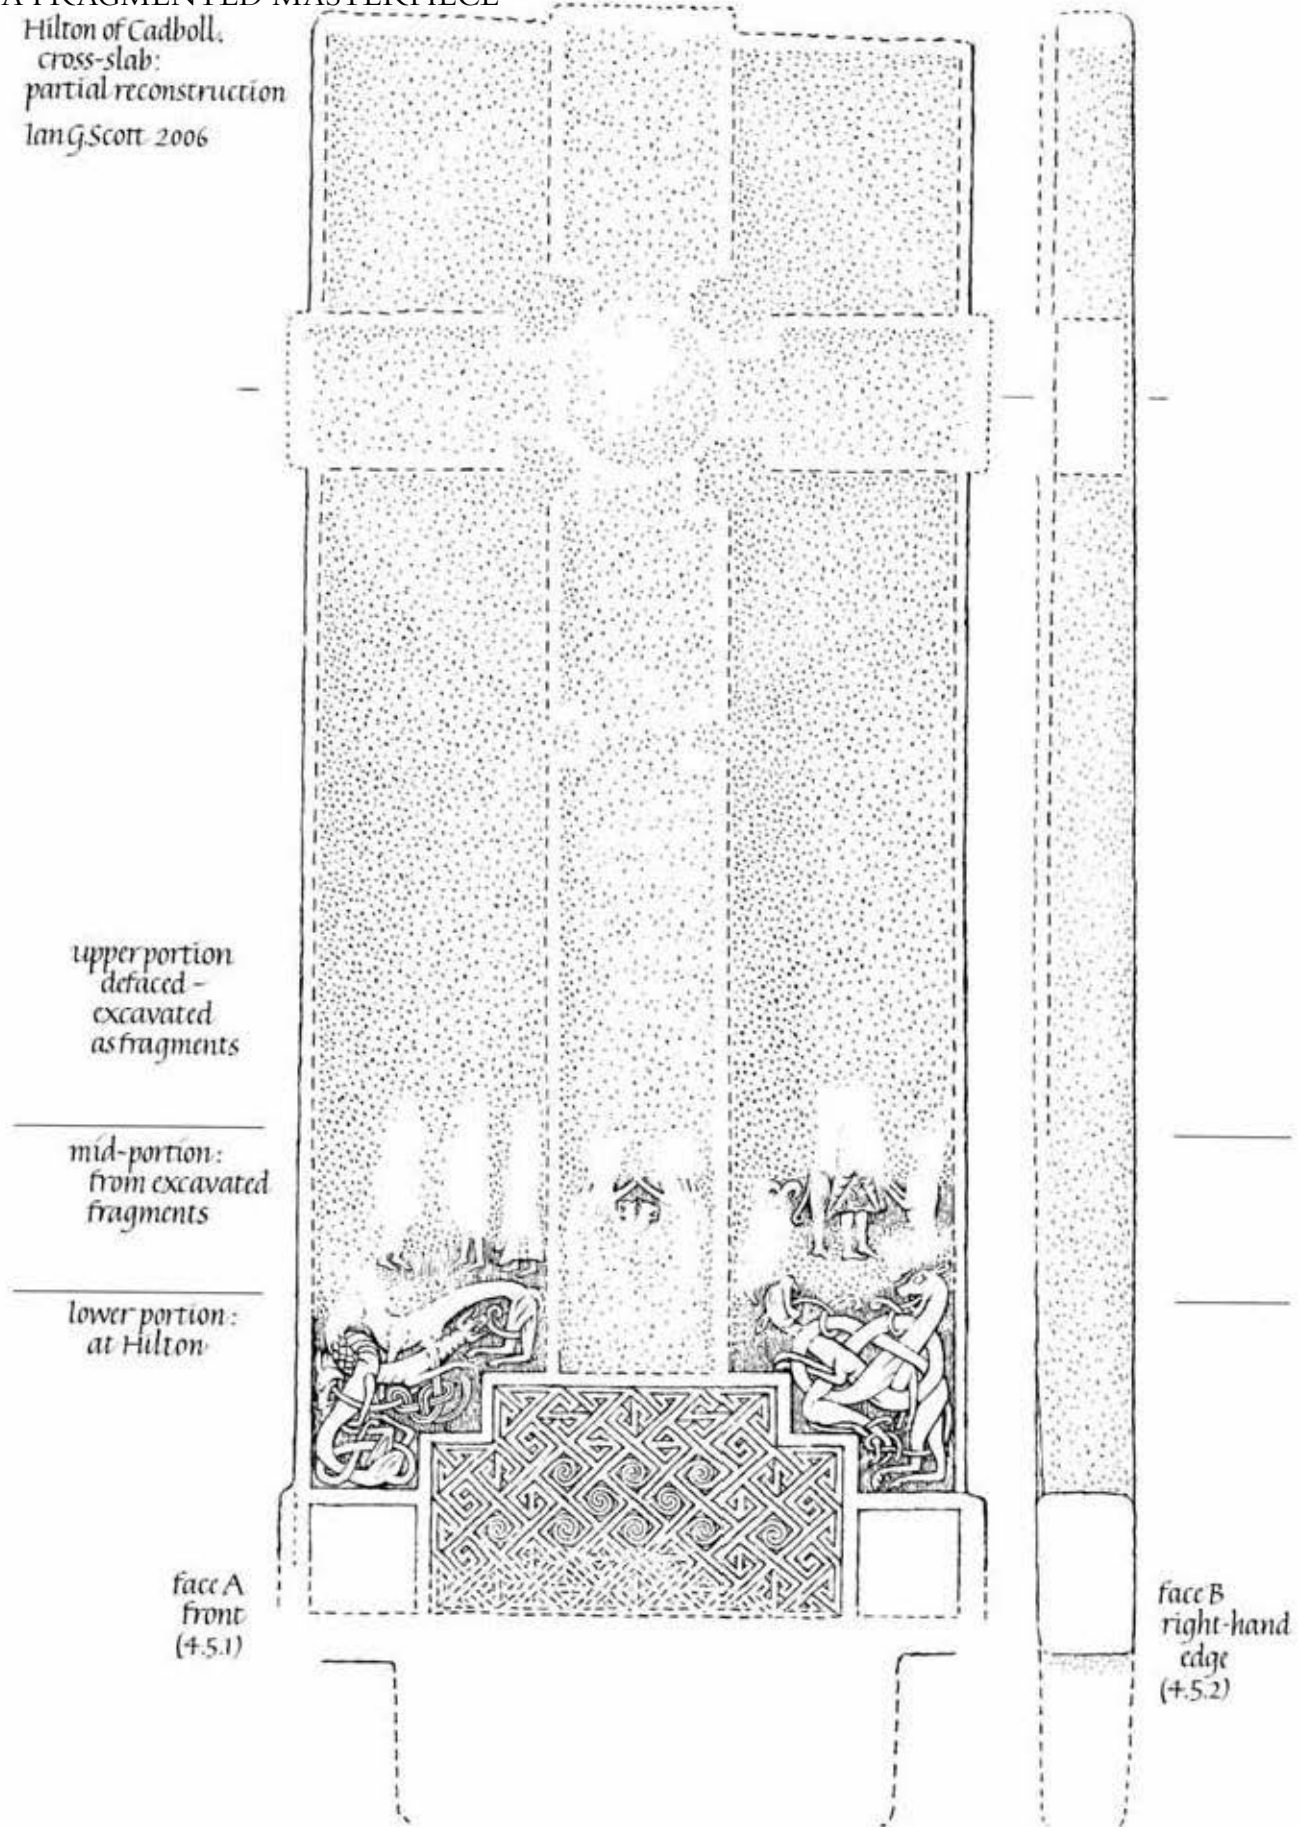 A FRAGMENTED MASTERPIECE
Hilton of Cadboll,
cross-slab:
partial reconstruction
Ian G. Scott 2006
upper portion
defaced -
excavated
as fragments
mid-portion:
from excavated
fragments
lower portion:
at Hilton
face A
front
(4.5.1)
face B
right-hand
edge
(4.5.2)